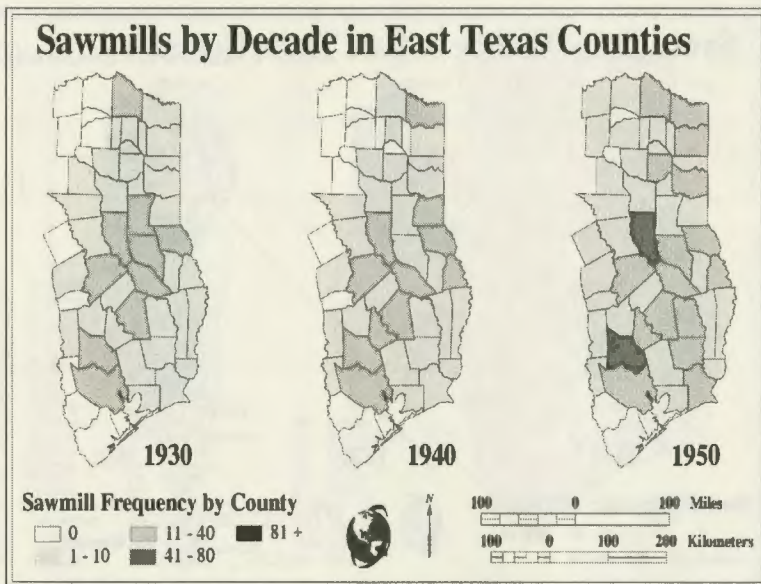 Sawmills by Decade in East Texas Counties
1930
1940
1950
Sawmill Frequency by County
0
11 - 40
81 +
1 - 10
41 - 80
N
100 0 100 Miles
100 0 100 200 Kilometers